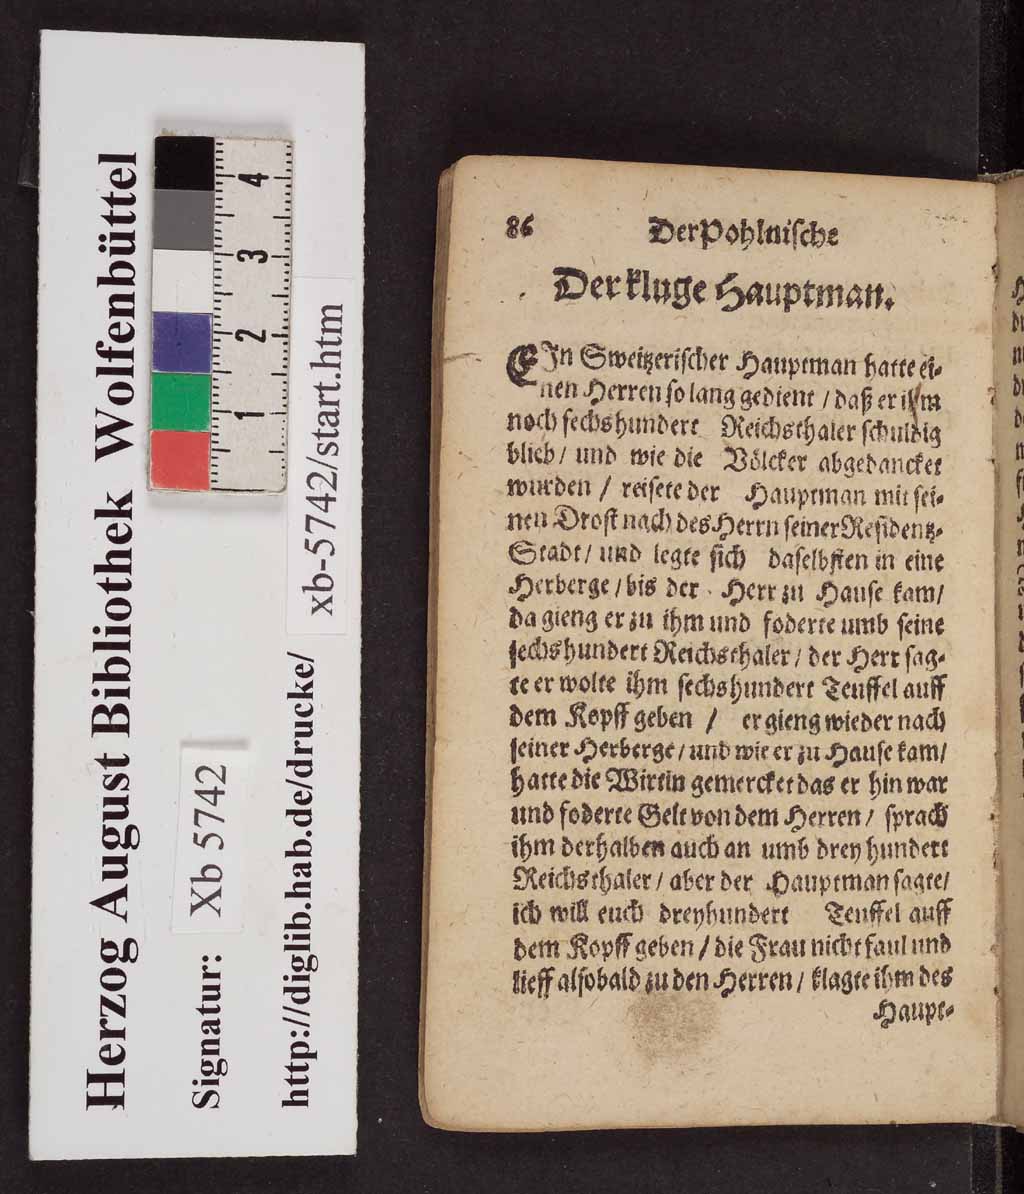 Herzog August Bibliothek Wolfenbüttel
Signatur: Xb 5742
http://diglib.hab.de/drucke/ xb-5742/start.htm
1 2 3 4
86 Der Pohlnische
Der kluge Hauptman.
EJn Sweitzerischer Hauptman hatte ei-
nen Herren so lang gedient / daß er ihm
noch sechs hundert Reichsthaler schuldig
blieb / und wie die Völcker abgedancket
wurden / reisete der Hauptman mit sei-
nen Drost nach des Herrn seiner Residentz-
Stadt / und legte sich daselbsten in eine
Herberge / bis der Herr zu Hause kam /
da gieng er zu ihm und foderte umb seine
sechs hundert Reichsthaler / der Herr sag-
te er wolte ihm sechs hundert Teuffel auff
dem Kopff geben / er gieng wieder nach
seiner Herberge / und wie er zu Hause kam /
hatte die Wirtin gemercket das er hin war
und foderte Gelt von dem Herren / sprach
ihm derhalben auch an umb drey hundert
Reichsthaler / aber der Hauptman sagte /
ich will euch dreyhundert Teuffel auff
dem Kopff geben / die Frau nicht faul und
lieff alsobald zu den Herren / klagte ihm des
Haupt-